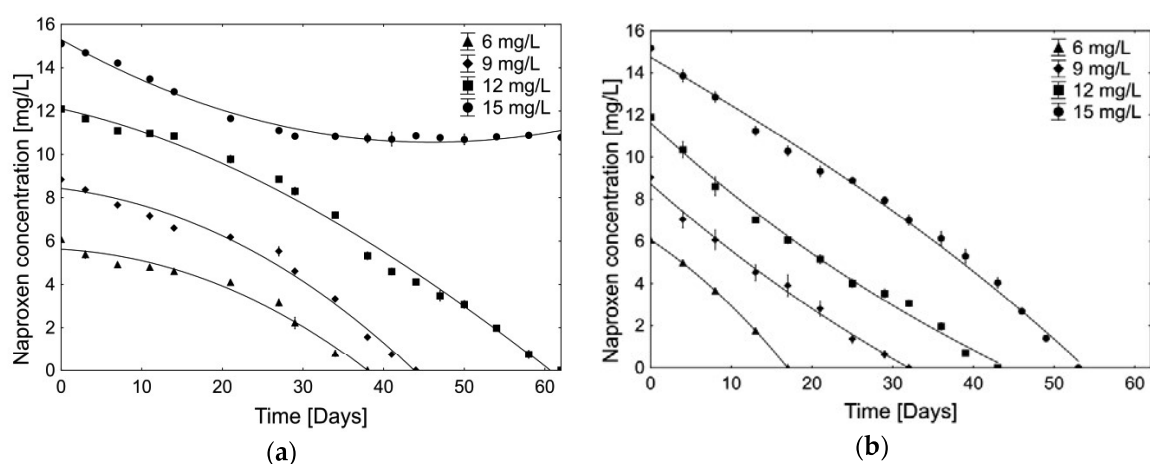 16
14
12
10
8
6
4
2
0
Naproxen concentration [mg/L]
0 10 20 30 40 50 60
Time [Days]
6 mg/L
9 mg/L
12 mg/L
15 mg/L
(a)
16
14
12
10
8
6
4
2
0
Naproxen concentration [mg/L]
0 10 20 30 40 50 60
Time [Days]
6 mg/L
9 mg/L
12 mg/L
15 mg/L
(b)